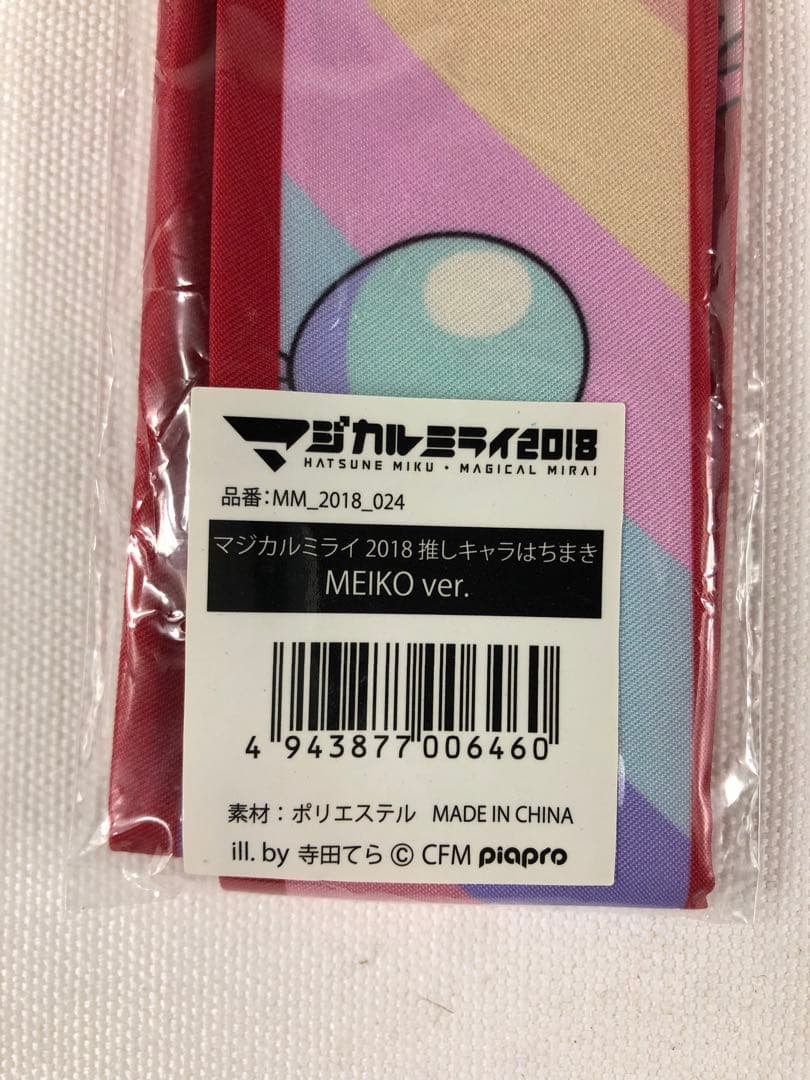 マジカルミライ2018
HATSUNE MIKU・MAGICAL MIRAI
品番：MM_2018_024
マジカルミライ 2018 推しキャラはちまき
MEIKO ver.
4 943877 006460
素材：ポリエステル MADE IN CHINA
ill. by 寺田てら © CFM piapro